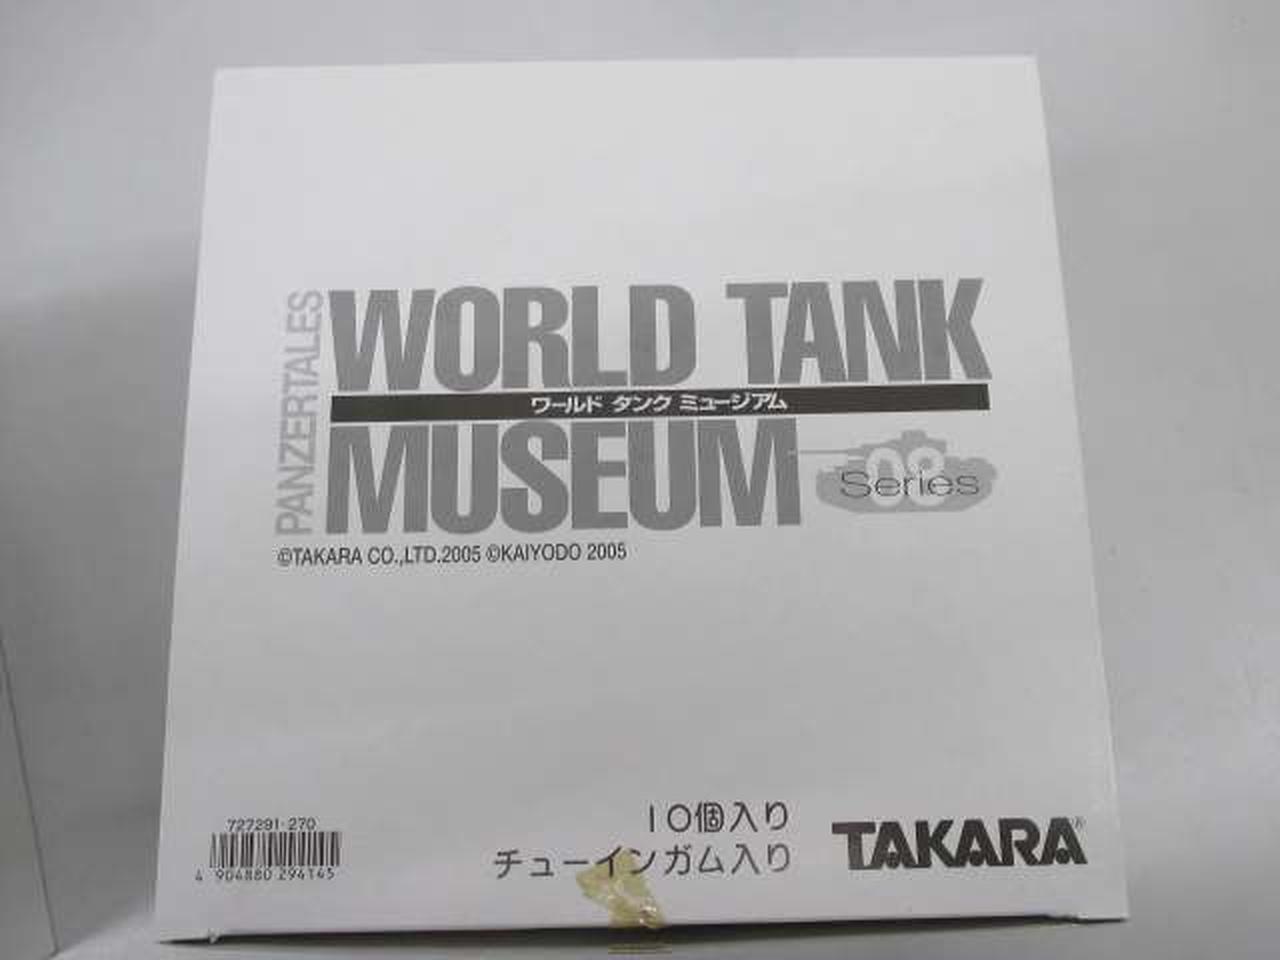 PANZERTALES
WORLD TANK
ワールド タンク ミュージアム
MUSEUM
08
Series
©TAKARA CO.,LTD.2005 ©KAIYODO 2005
727291-270
4 904880 294145
10個入り
チューインガム入り
TAKARA®